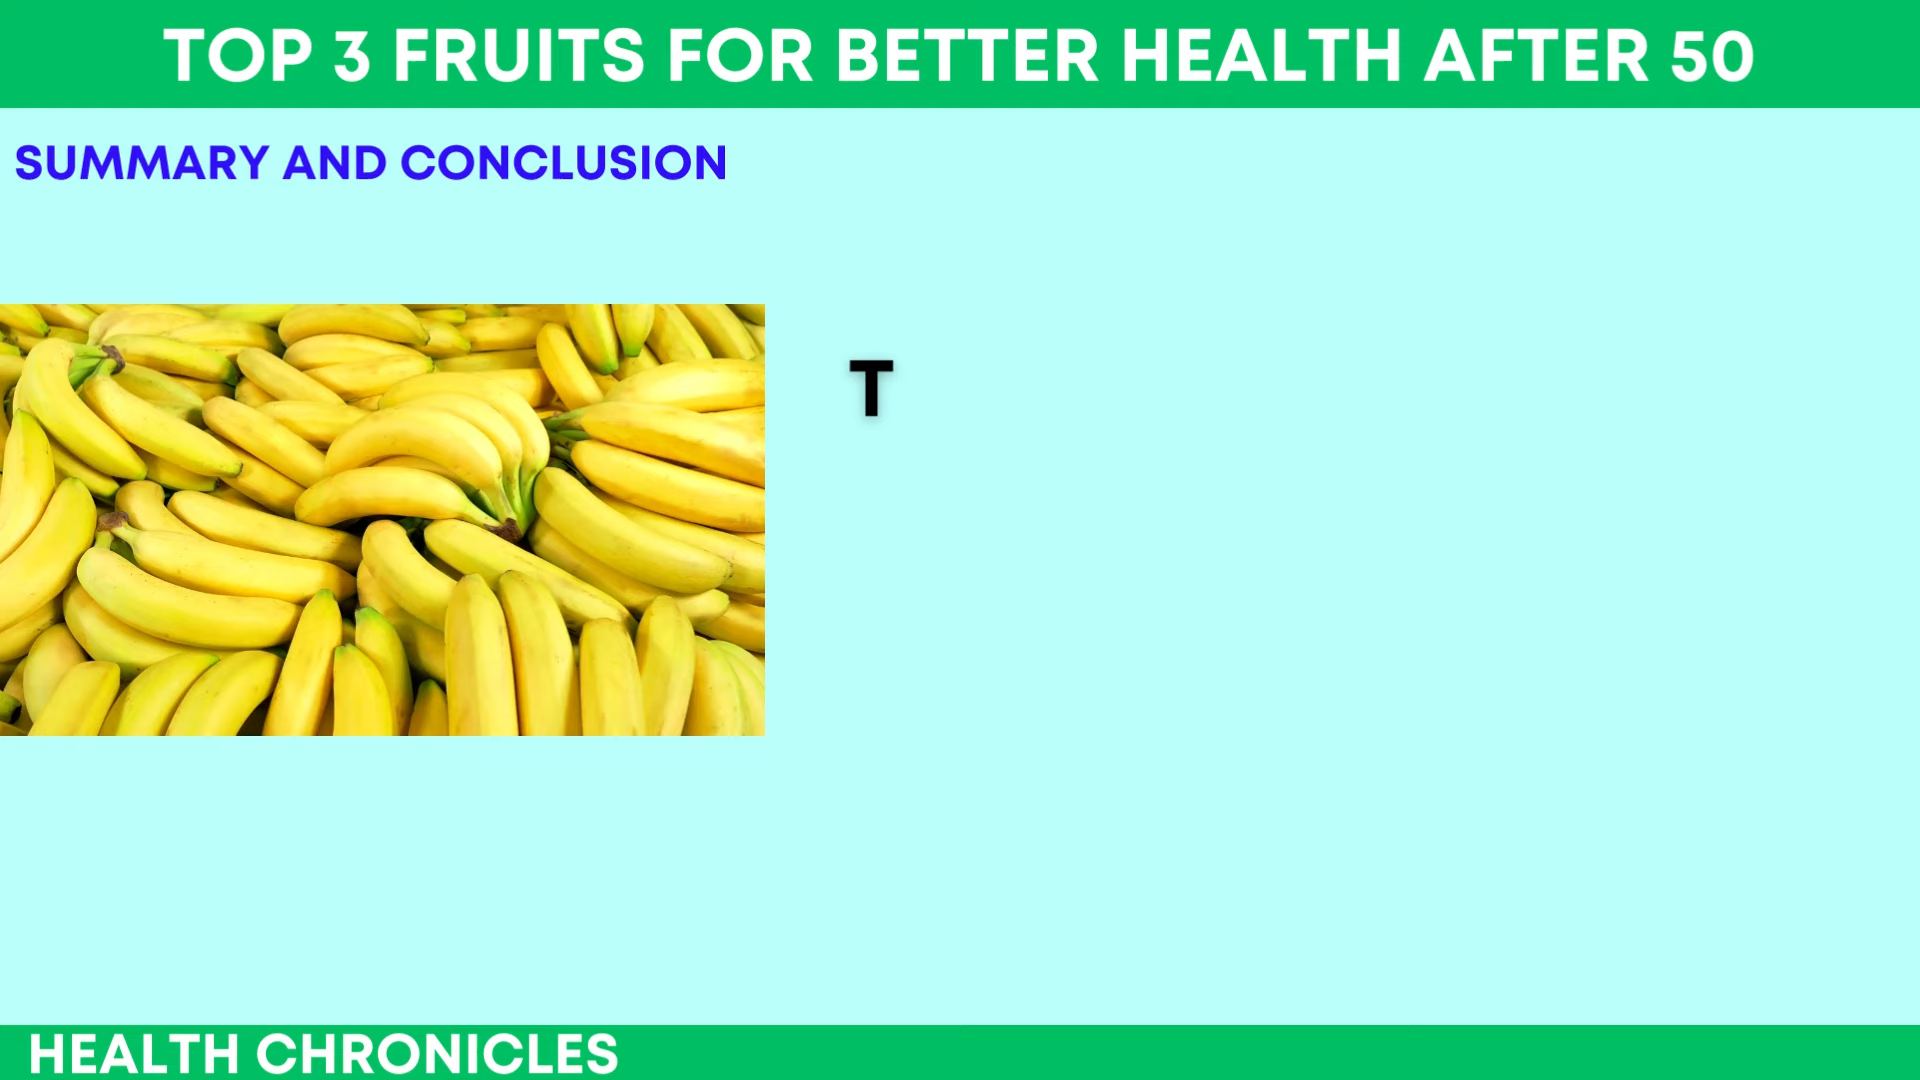 TOP 3 FRUITS FOR BETTER HEALTH AFTER 50
SUMMARY AND CONCLUSION
T
HEALTH CHRONICLES